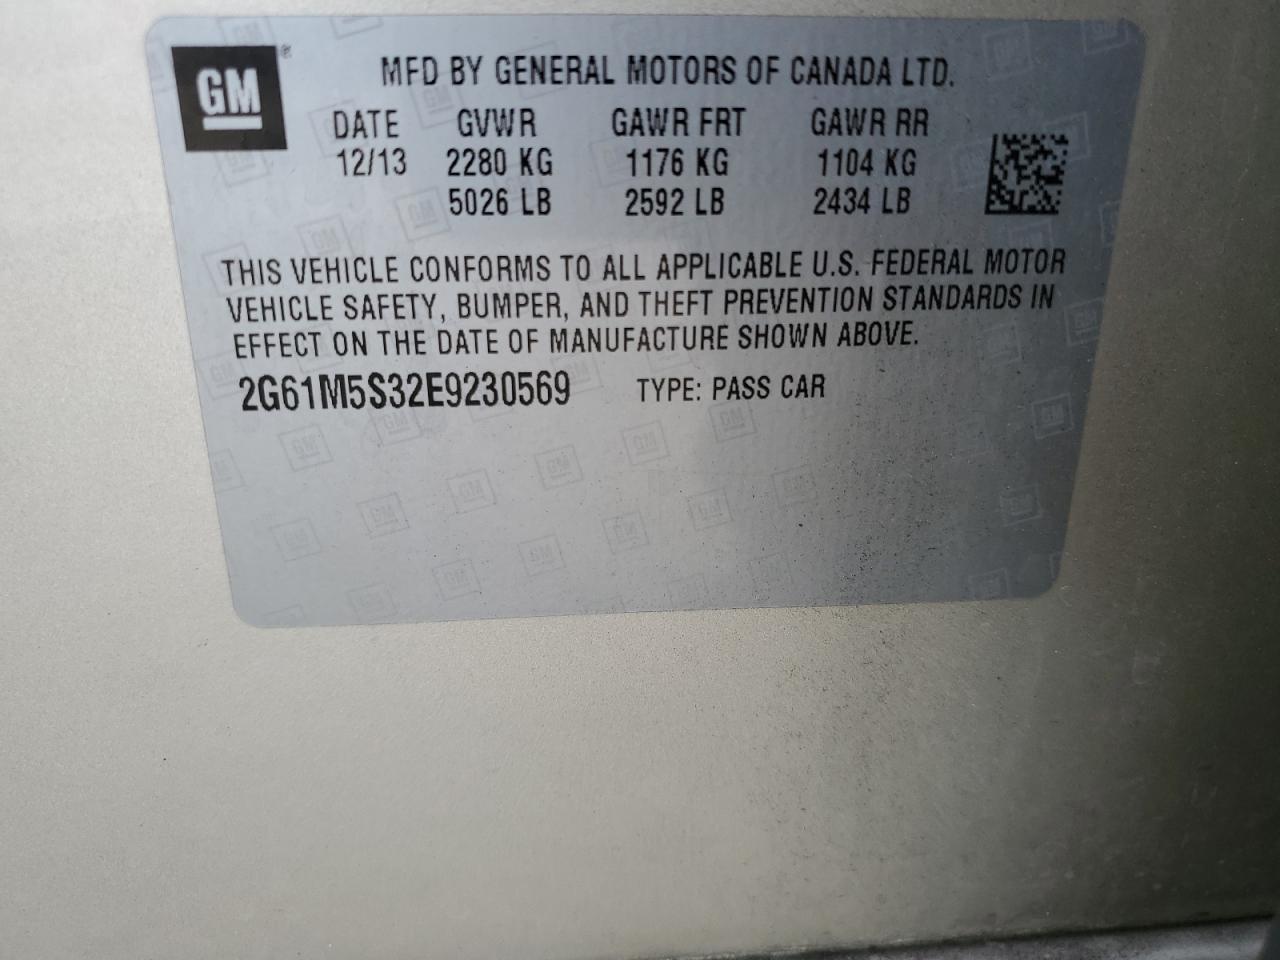 GM
MFD BY GENERAL MOTORS OF CANADA LTD.
DATE GVWR GAWR FRT GAWR RR
12/13 2280 KG 1176 KG 1104 KG
5026 LB 2592 LB 2434 LB
THIS VEHICLE CONFORMS TO ALL APPLICABLE U.S. FEDERAL MOTOR
VEHICLE SAFETY, BUMPER, AND THEFT PREVENTION STANDARDS IN
EFFECT ON THE DATE OF MANUFACTURE SHOWN ABOVE.
2G61M5S32E9230569 TYPE: PASS CAR